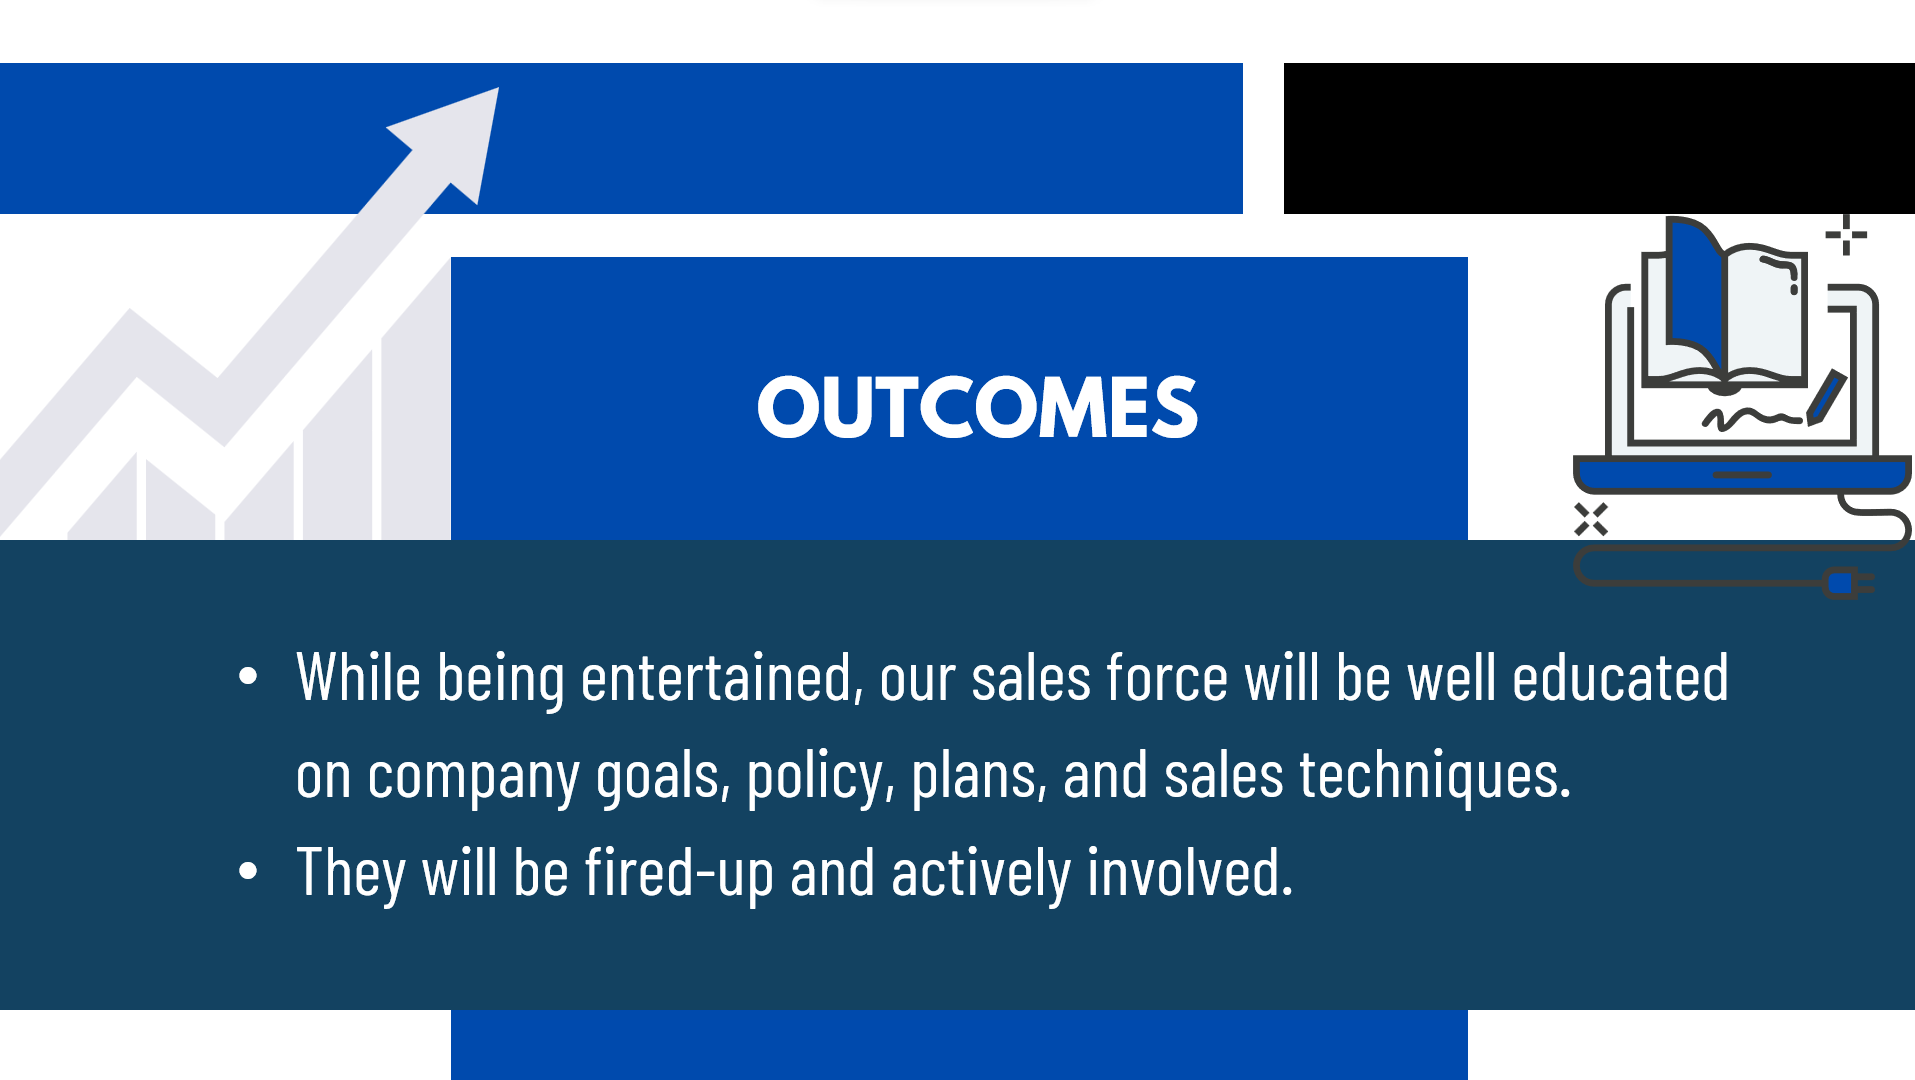 OUTCOMES
• While being entertained, our sales force will be well educated
on company goals, policy, plans, and sales techniques.
• They will be fired-up and actively involved.